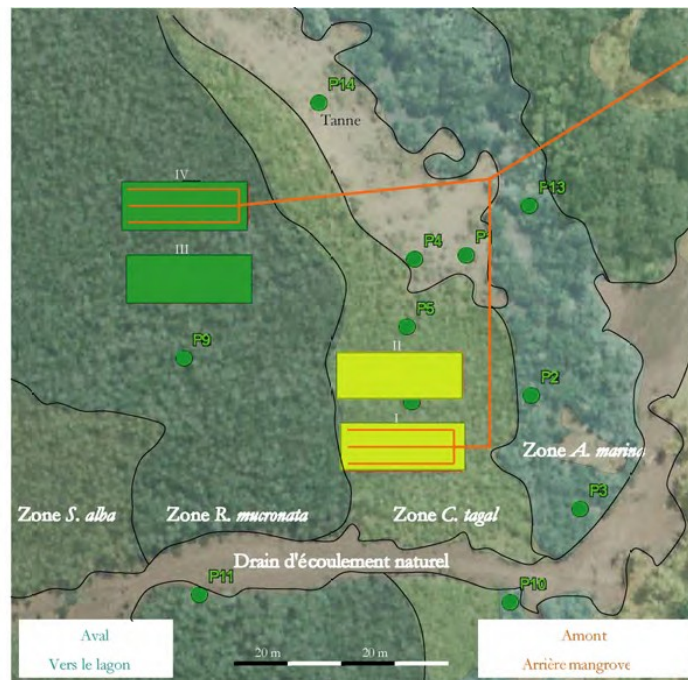 P14
Tanne
IV
P13
P4
P
III
P5
P9
II
P2
I
Zone A. marina
P3
Zone S. alba
Zone R. mucronata
Zone C. tagal
Drain d'écoulement naturel
P11
P10
Aval
Vers le lagon
20 m
20 m
Amont
Arrière mangrove